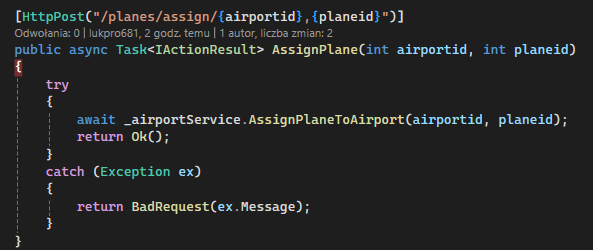 [HttpPost("/planes/assign/{airportid},{planeid}")]
Odwołania: 0 | lukpro681, 2 godz. temu | 1 autor, liczba zmian: 2
public async Task<IActionResult> AssignPlane(int airportid, int planeid)
{
try
{
await _airportService.AssignPlaneToAirport(airportid, planeid);
return Ok();
}
catch (Exception ex)
{
return BadRequest(ex.Message);
}
}